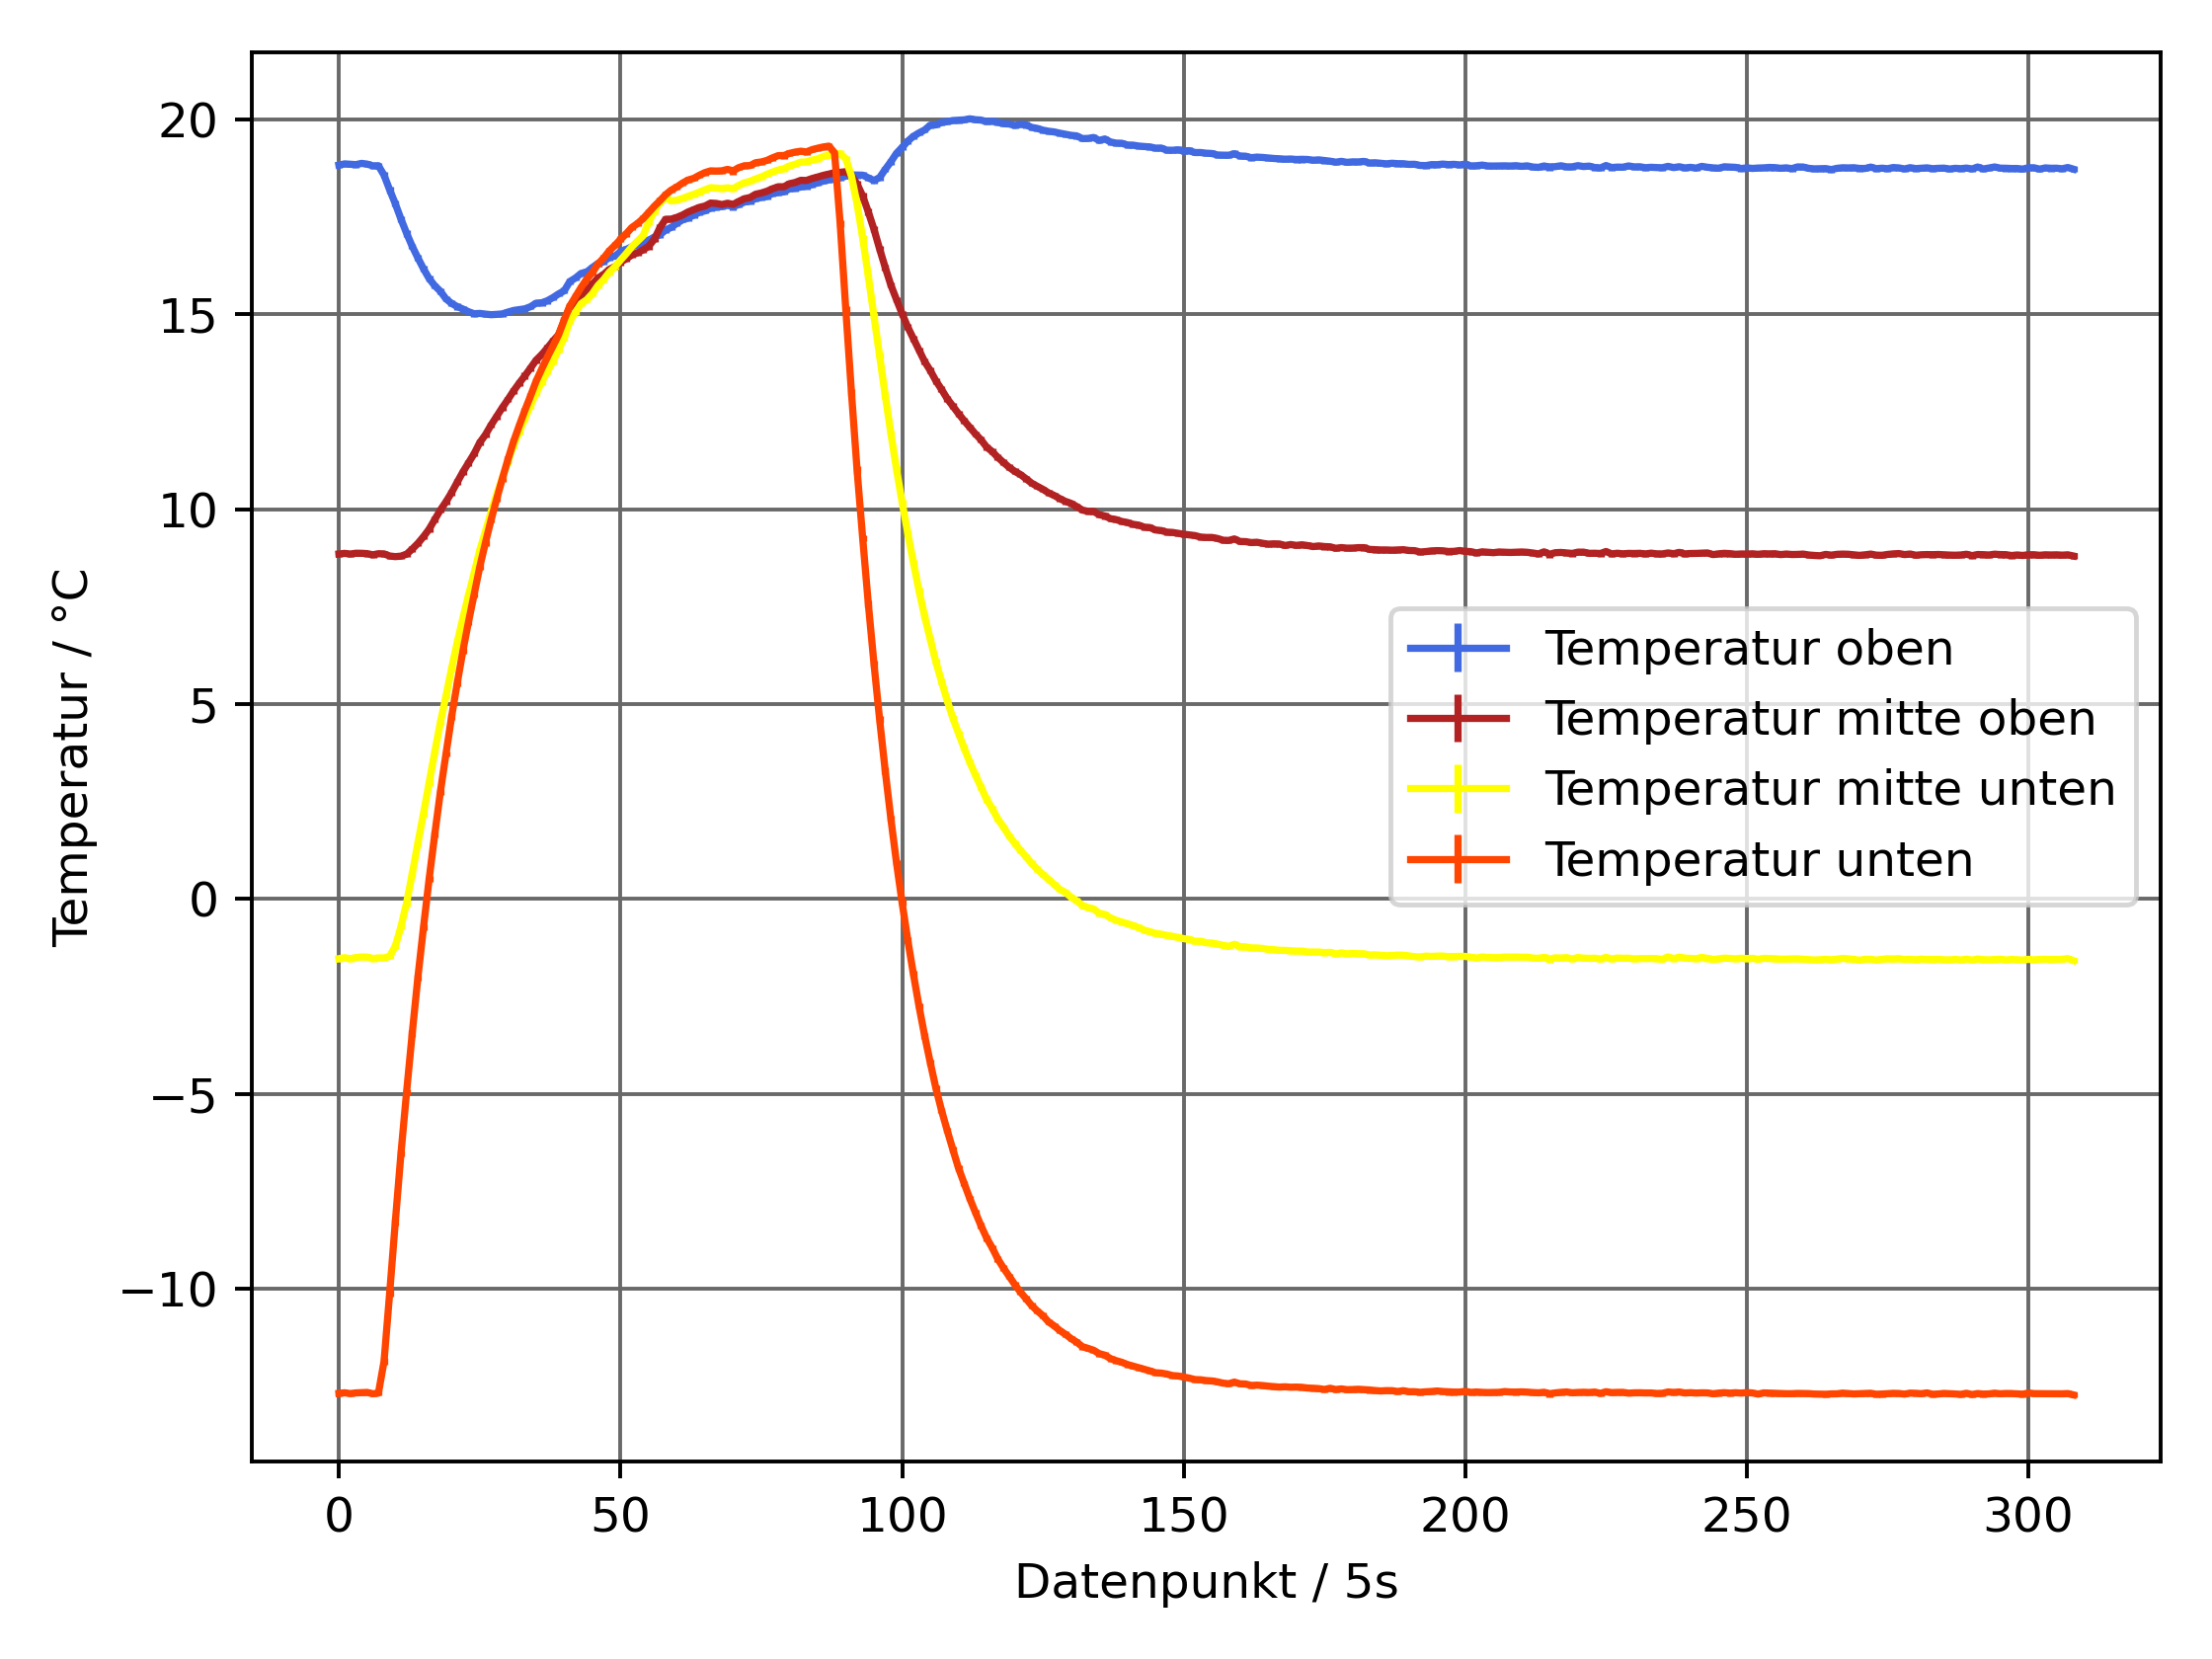 20
15
10
5
0
−5
−10
Temperatur / °C
Temperatur oben
Temperatur mitte oben
Temperatur mitte unten
Temperatur unten
0 50 100 150 200 250 300
Datenpunkt / 5s